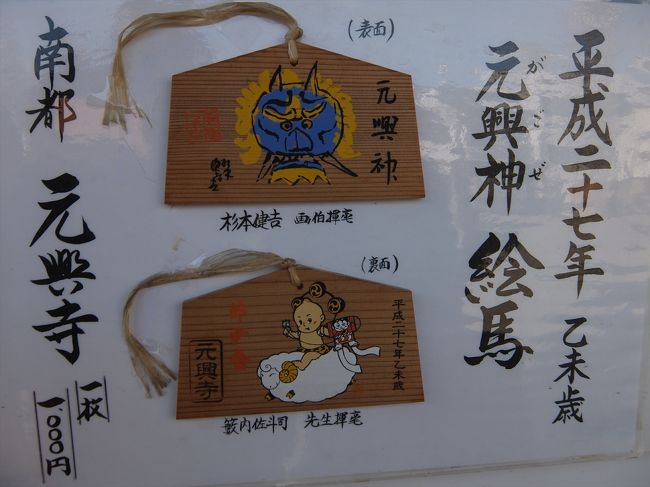 平成二十七年 乙未歳
元興神 絵馬
がごぜ
(表面)
元興神
杉本健吉 画伯揮毫
(裏面)
平成二十七年乙未歳
元興寺
籔内佐斗司 先生揮毫
南都 元興寺
一枚
一、〇〇〇円